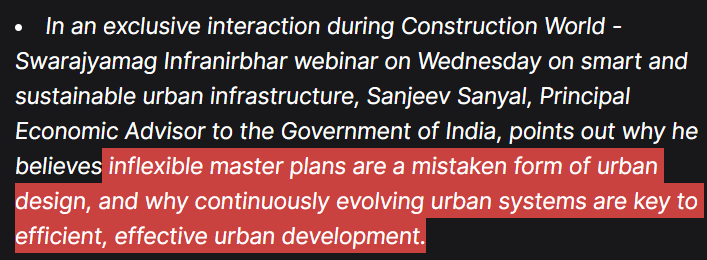 • In an exclusive interaction during Construction World -
Swarajyamag Infranirbhar webinar on Wednesday on smart and
sustainable urban infrastructure, Sanjeev Sanyal, Principal
Economic Advisor to the Government of India, points out why he
believes inflexible master plans are a mistaken form of urban
design, and why continuously evolving urban systems are key to
efficient, effective urban development.